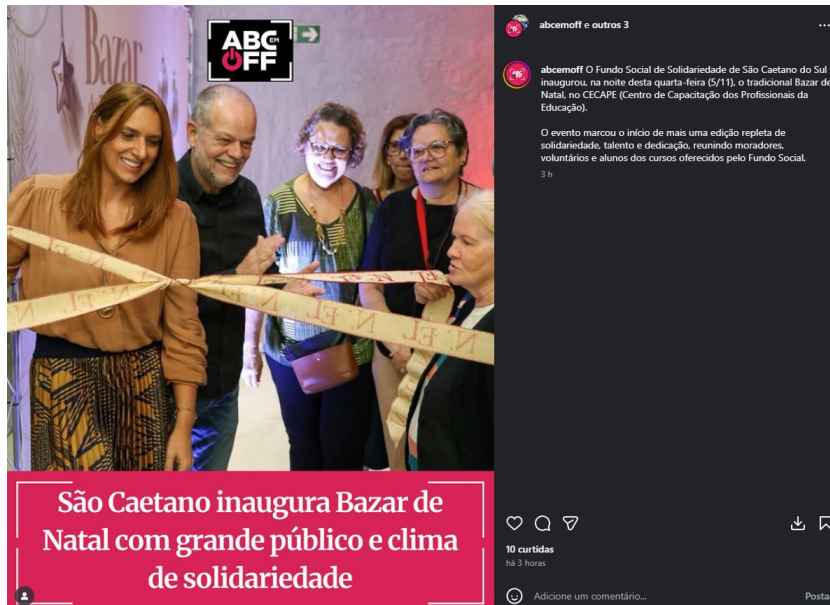 Bazar
ABC
EM
OFF
N EL
São Caetano inaugura Bazar de
Natal com grande público e clima
de solidariedade
abcemoff e outros 3
abcemoff O Fundo Social de Solidariedade de São Caetano do Sul
inaugurou, na noite desta quarta-feira (5/11), o tradicional Bazar de
Natal, no CECAPE (Centro de Capacitação dos Profissionais da
Educação).
O evento marcou o início de mais uma edição repleta de
solidariedade, talento e dedicação, reunindo moradores,
voluntários e alunos dos cursos oferecidos pelo Fundo Social.
3 h
10 curtidas
há 3 horas
Adicione um comentário...
Posta